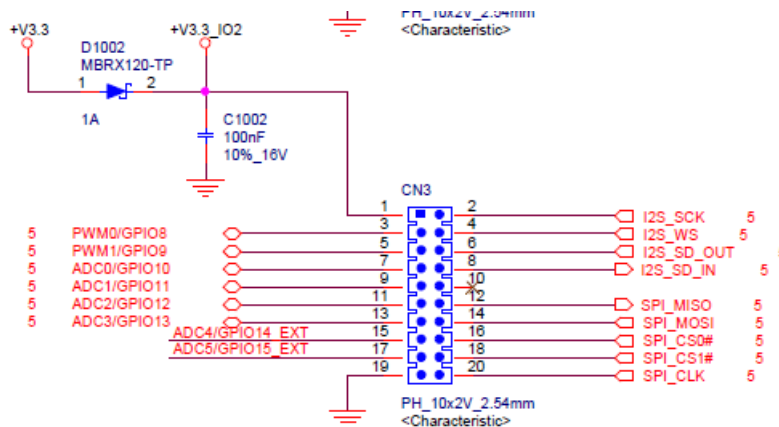 PH_10x2V_2.54mm
<Characteristic>
+V3.3
+V3.3_IO2
D1002
MBRX120-TP
1 2
1A
C1002
100nF
10%_16V
CN3
1 2 I2S_SCK 5
5 PWM0/GPIO8 3 4 I2S_WS 5
5 PWM1/GPIO9 5 6 I2S_SD_OUT 5
5 ADC0/GPIO10 7 8 I2S_SD_IN 5
5 ADC1/GPIO11 9 10
5 ADC2/GPIO12 11 12 SPI_MISO 5
5 ADC3/GPIO13 13 14 SPI_MOSI 5
ADC4/GPIO14_EXT 15 16 SPI_CS0# 5
ADC5/GPIO15_EXT 17 18 SPI_CS1# 5
19 20 SPI_CLK 5
PH_10x2V_2.54mm
<Characteristic>